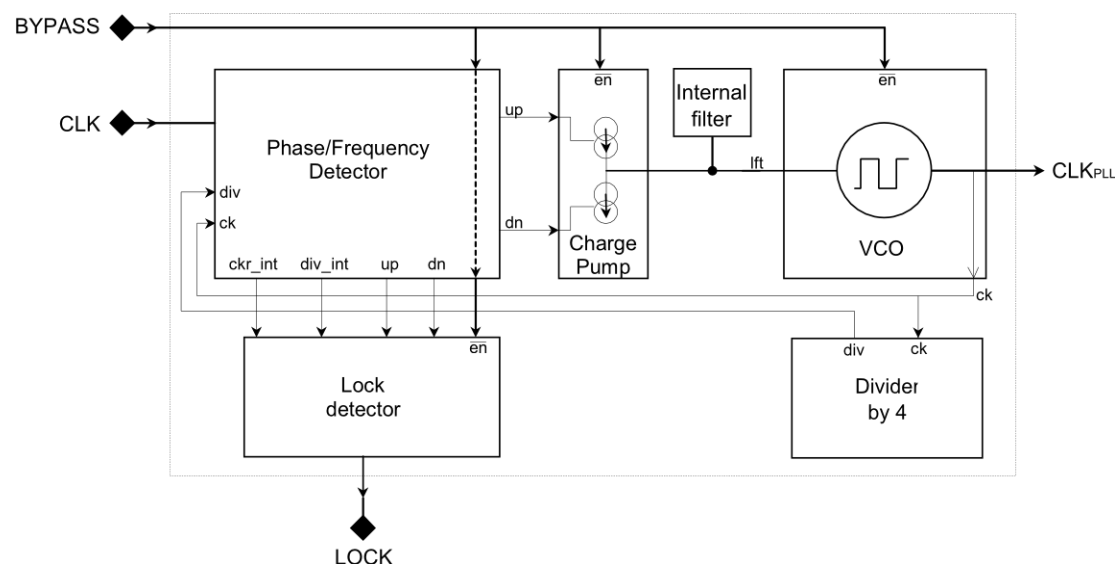 BYPASS
en
en
CLK
up
Internal
filter
Phase/Frequency
Detector
lft
CLKPLL
div
ck
dn
VCO
Charge
Pump
ckr_int
div_int
up
dn
ck
en
div
ck
Lock
detector
Divider
by 4
LOCK